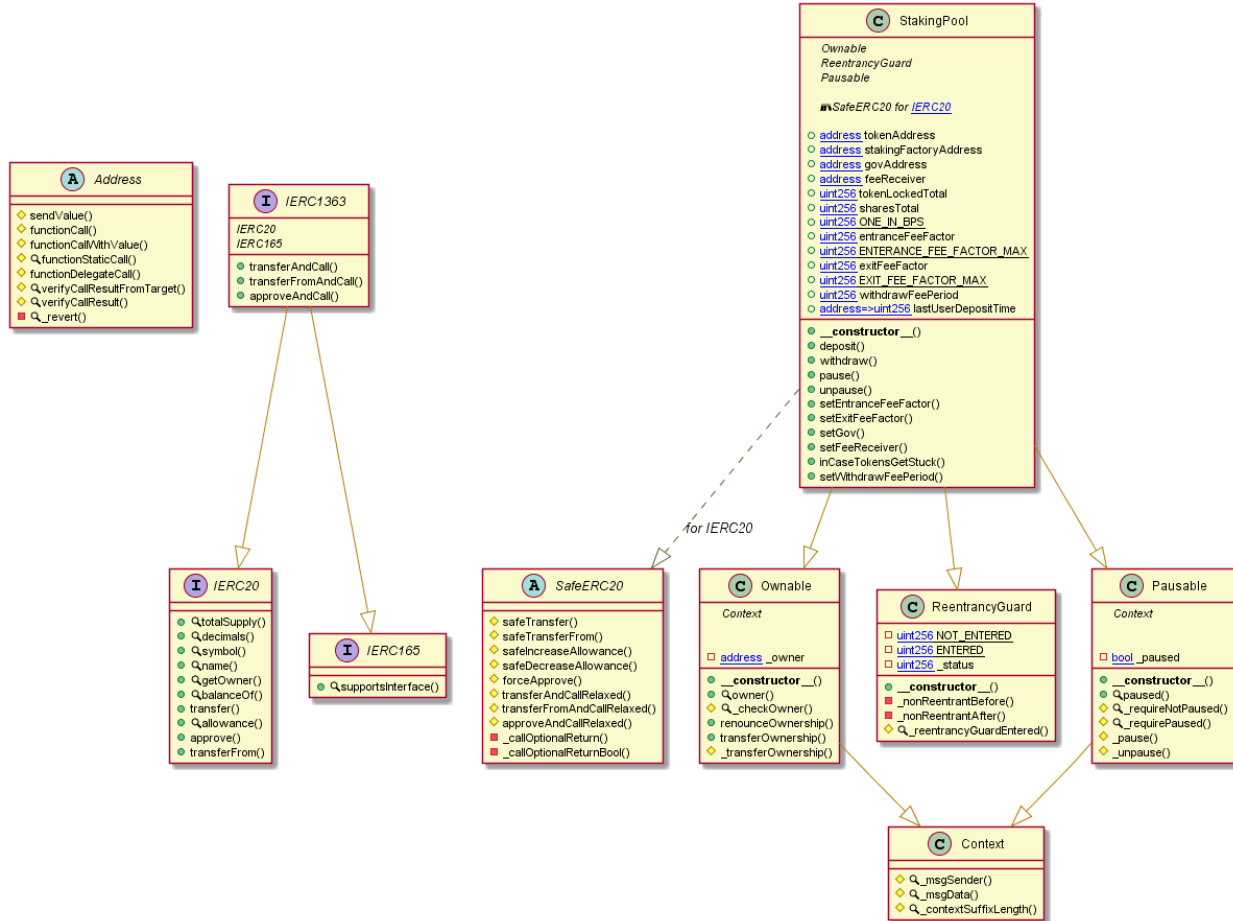 C StakingPool
Ownable
ReentrancyGuard
Pausable
SafeERC20 for IERC20
address tokenAddress
address stakingFactoryAddress
address govAddress
address feeReceiver
uint256 tokenLockedTotal
uint256 sharesTotal
uint256 ONE_IN_BPS
uint256 entranceFeeFactor
uint256 ENTERANCE_FEE_FACTOR_MAX
uint256 exitFeeFactor
uint256 EXIT_FEE_FACTOR_MAX
uint256 withdrawFeePeriod
address=>uint256 lastUserDepositTime
__constructor__()
deposit()
withdraw()
pause()
unpause()
setEntranceFeeFactor()
setExitFeeFactor()
setGov()
setFeeReceiver()
inCaseTokensGetStuck()
setWithdrawFeePeriod()
A Address
sendValue()
functionCall()
functionCallWithValue()
functionStaticCall()
functionDelegateCall()
verifyCallResultFromTarget()
verifyCallResult()
_revert()
I IERC1363
IERC20
IERC165
transferAndCall()
transferFromAndCall()
approveAndCall()
for IERC20
I IERC20
totalSupply()
decimals()
symbol()
name()
getOwner()
balanceOf()
transfer()
allowance()
approve()
transferFrom()
I IERC165
supportsInterface()
A SafeERC20
safeTransfer()
safeTransferFrom()
safeIncreaseAllowance()
safeDecreaseAllowance()
forceApprove()
transferAndCallRelaxed()
transferFromAndCallRelaxed()
approveAndCallRelaxed()
_callOptionalReturn()
_callOptionalReturnBool()
C Ownable
Context
address _owner
__constructor__()
owner()
_checkOwner()
renounceOwnership()
transferOwnership()
_transferOwnership()
C ReentrancyGuard
uint256 NOT_ENTERED
uint256 ENTERED
uint256 _status
__constructor__()
_nonReentrantBefore()
_nonReentrantAfter()
_reentrancyGuardEntered()
C Pausable
Context
bool _paused
__constructor__()
paused()
_requireNotPaused()
_requirePaused()
_pause()
_unpause()
C Context
_msgSender()
_msgData()
_contextSuffixLength()